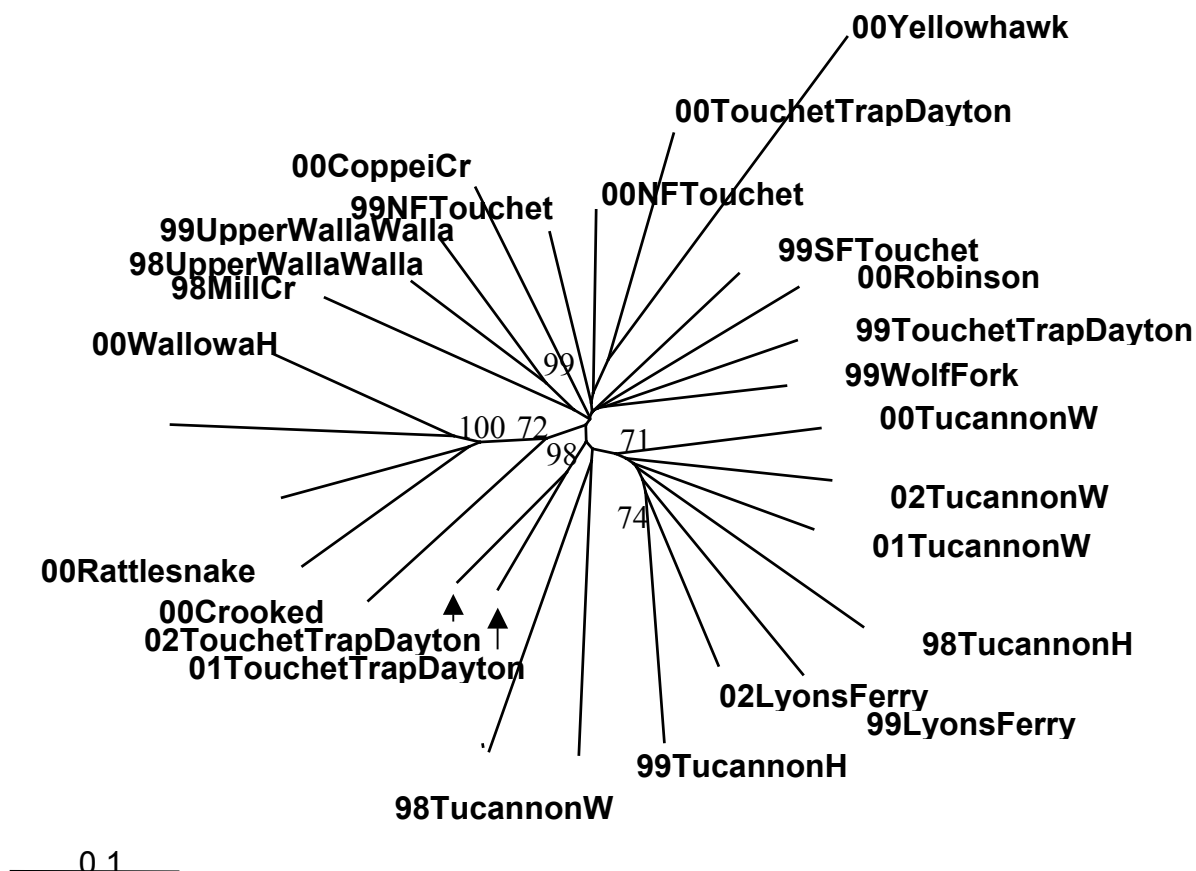 00Yellowhawk
00TouchetTrapDayton
00CoppeiCr
00NFTouchet
99NFTouchet
99UpperWallaWalla
99SFTouchet
98UpperWallaWalla
00Robinson
98MillCr
99TouchetTrapDayton
00WallowaH
99
99WolfFork
00TucannonW
100
72
71
98
02TucannonW
74
01TucannonW
00Rattlesnake
00Crooked
02TouchetTrapDayton
98TucannonH
01TouchetTrapDayton
02LyonsFerry
99LyonsFerry
99TucannonH
98TucannonW
0.1